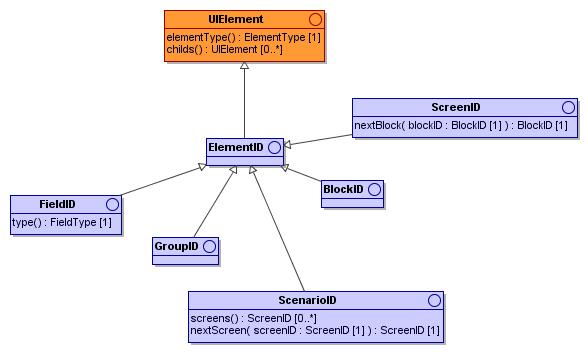 UIElement
elementType() : ElementType [1]
childs() : UIElement [0..*]
ScreenID
nextBlock( blockID : BlockID [1] ) : BlockID [1]
ElementID
BlockID
FieldID
type() : FieldType [1]
GroupID
ScenarioID
screens() : ScreenID [0..*]
nextScreen( screenID : ScreenID [1] ) : ScreenID [1]